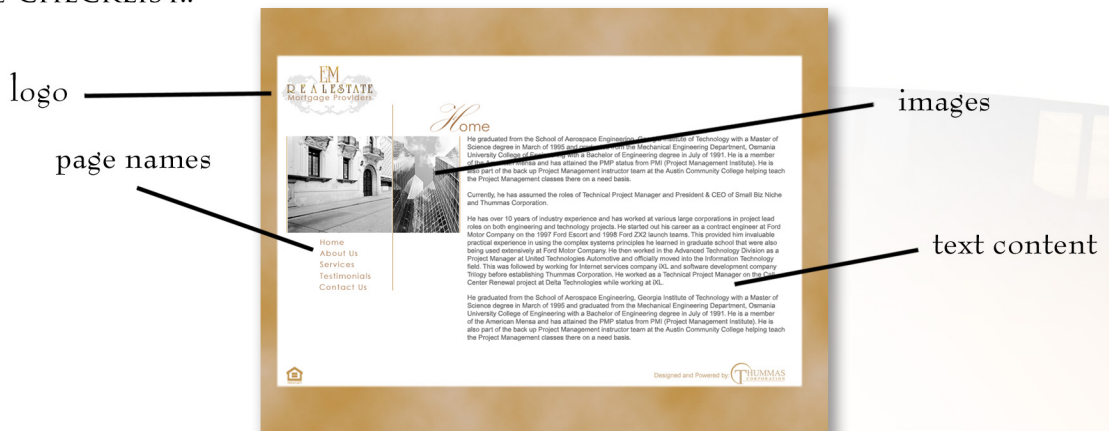 CHECKLIST..
logo
page names
images
text content
EM
REALESTATE
Mortgage Providers
Home
He graduated from the School of Aerospace Engineering, Georgia Institute of Technology with a Master of
Science degree in March of 1995 and graduated from the Mechanical Engineering Department, Osmania
University College of Engineering with a Bachelor of Engineering degree in July of 1991. He is a member
of the American Mensa and has attained the PMP status from PMI (Project Management Institute). He is
also part of the back up Project Management instructor team at the Austin Community College helping teach
the Project Management classes there on a need basis.
Currently, he has assumed the roles of Technical Project Manager and President & CEO of Small Biz Niche
and Thummas Corporation.
He has over 10 years of industry experience and has worked at various large corporations in project lead
roles on both engineering and technology projects. He started out his career as a contract engineer at Ford
Motor Company on the 1997 Ford Escort and 1998 Ford ZX2 launch teams. This provided him invaluable
practical experience in using the complex systems principles he learned in graduate school that were also
being used extensively at Ford Motor Company. He then worked in the Advanced Technology Division as a
Project Manager at United Technologies Automotive and officially moved into the Information Technology
field. This was followed by working for Internet services company iXL and software development company
Trilogy before establishing Thummas Corporation. He worked as a Technical Project Manager on the Call
Center Renewal project at Delta Technologies while working at iXL.
He graduated from the School of Aerospace Engineering, Georgia Institute of Technology with a Master of
Science degree in March of 1995 and graduated from the Mechanical Engineering Department, Osmania
University College of Engineering with a Bachelor of Engineering degree in July of 1991. He is a member
of the American Mensa and has attained the PMP status from PMI (Project Management Institute). He is
also part of the back up Project Management instructor team at the Austin Community College helping teach
the Project Management classes there on a need basis.
Home
About Us
Services
Testimonials
Contact Us
Designed and Powered by THUMMAS
CORPORATION